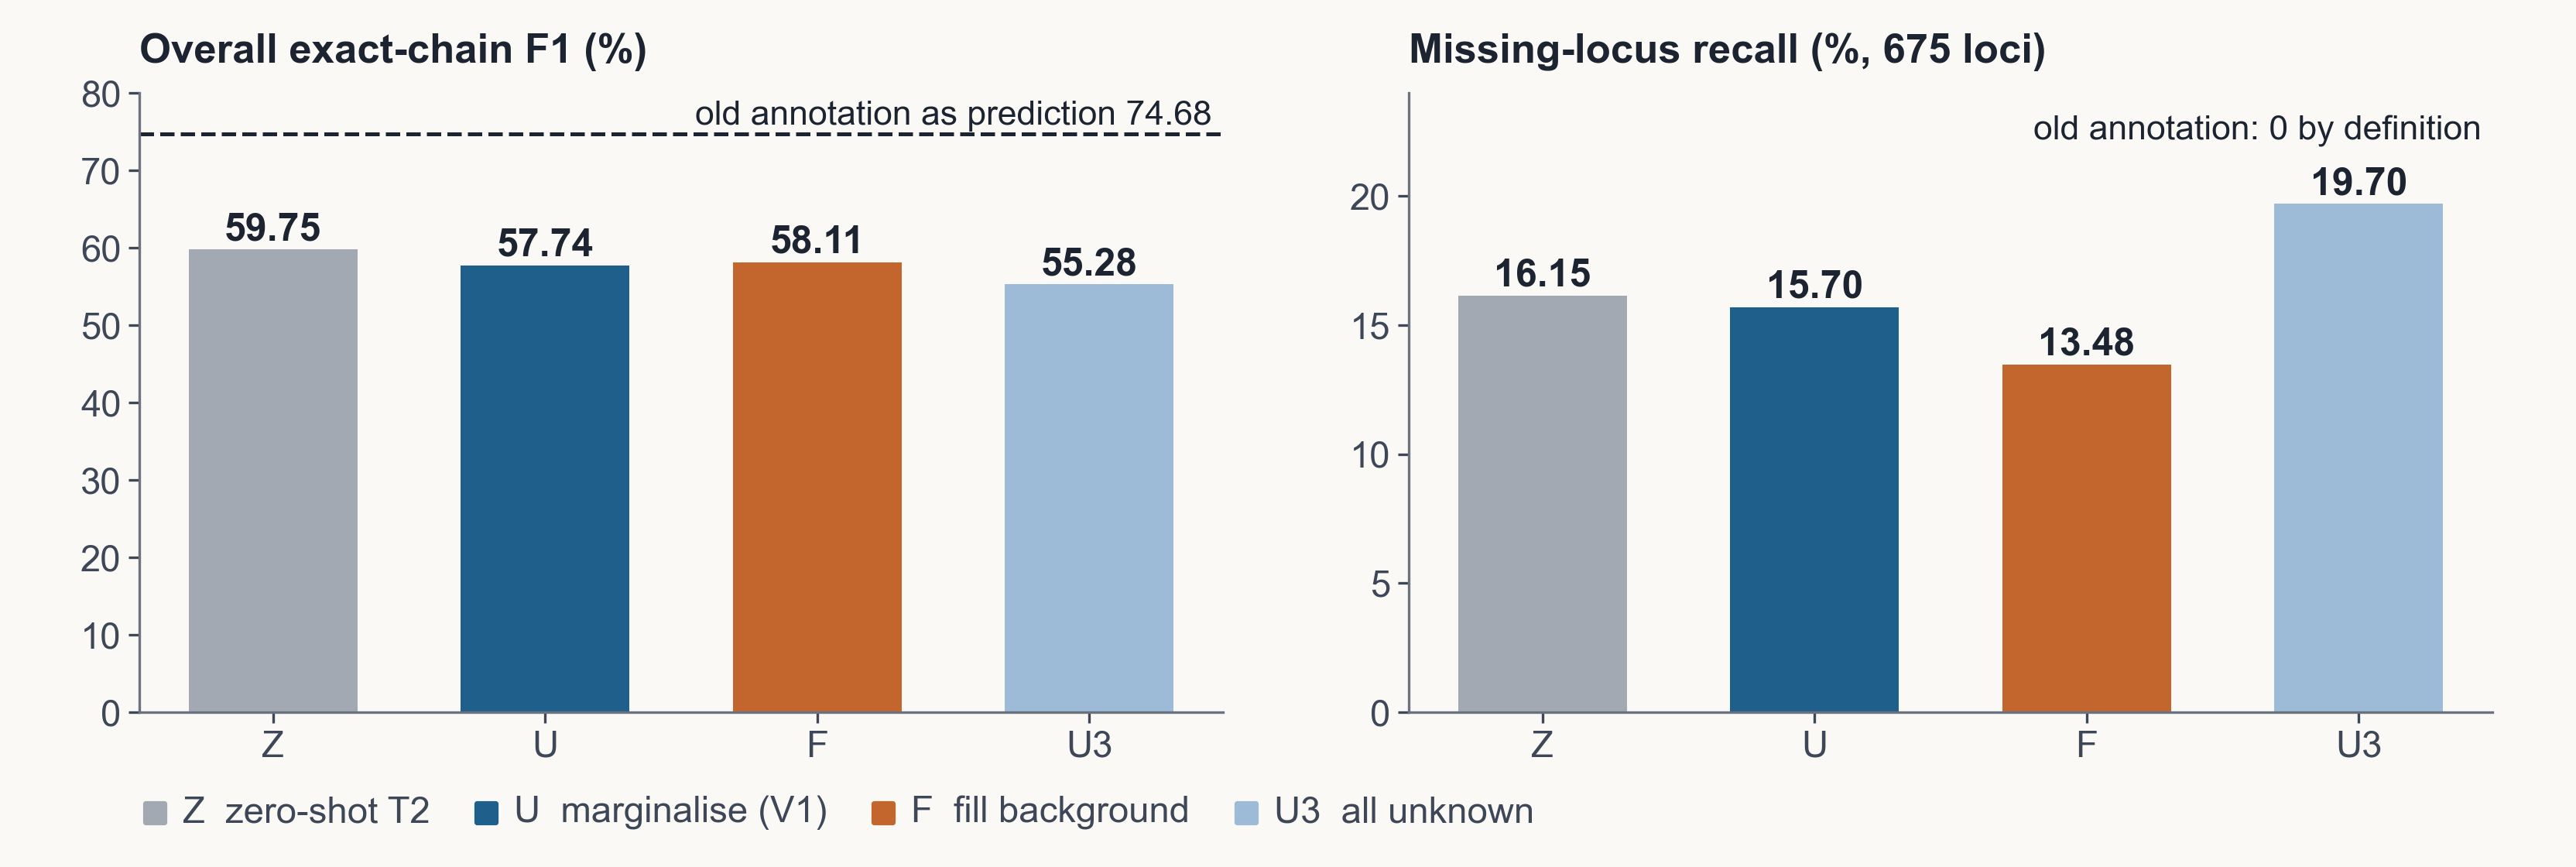 Overall exact-chain F1 (%)
80
70
60
50
40
30
20
10
0
old annotation as prediction 74.68
59.75
57.74
58.11
55.28
Z
U
F
U3
Missing-locus recall (%, 675 loci)
20
15
10
5
0
old annotation: 0 by definition
16.15
15.70
13.48
19.70
Z
U
F
U3
Z zero-shot T2
U marginalise (V1)
F fill background
U3 all unknown